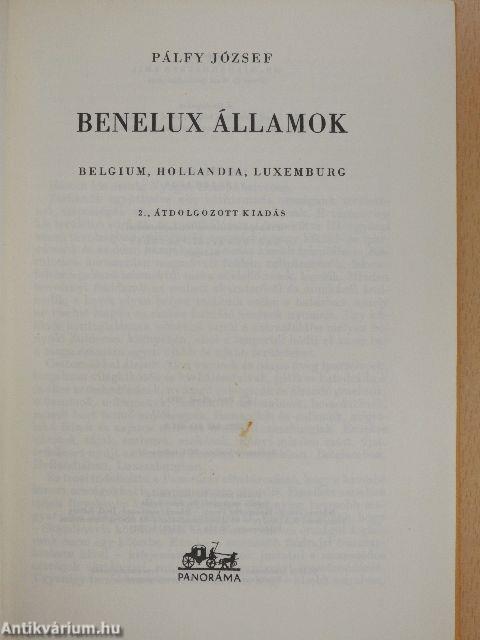 PÁLFY JÓZSEF
BENELUX ÁLLAMOK
BELGIUM, HOLLANDIA, LUXEMBURG
2., ÁTDOLGOZOTT KIADÁS
PANORÁMA
Antikvárium.hu